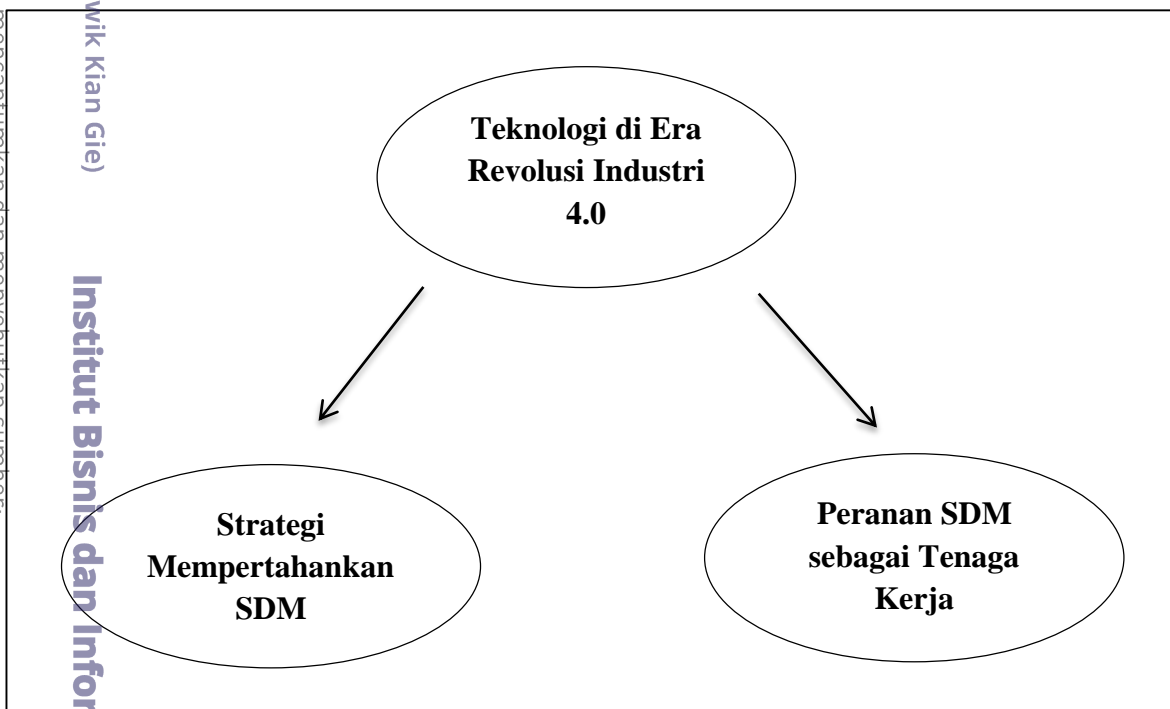 Teknologi di Era
Revolusi Industri
4.0
Strategi
Mempertahankan
SDM
Peranan SDM
sebagai Tenaga
Kerja
wik Kian Gie)
Institut Bisnis dan Infor